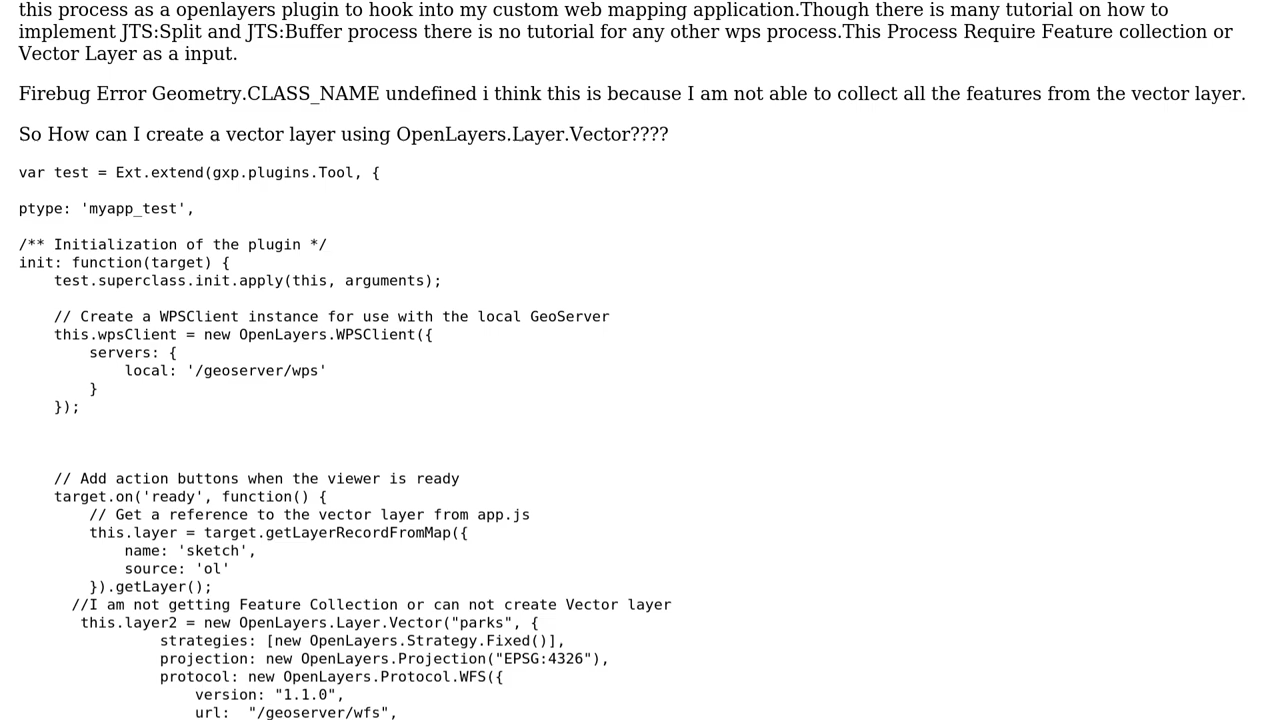 this process as a openlayers plugin to hook into my custom web mapping application.Though there is many tutorial on how to
implement JTS:Split and JTS:Buffer process there is no tutorial for any other wps process.This Process Require Feature collection or
Vector Layer as a input.
Firebug Error Geometry.CLASS_NAME undefined i think this is because I am not able to collect all the features from the vector layer.
So How can I create a vector layer using OpenLayers.Layer.Vector????
var test = Ext.extend(gxp.plugins.Tool, {
ptype: 'myapp_test',
/** Initialization of the plugin */
init: function(target) {
    test.superclass.init.apply(this, arguments);
    // Create a WPSClient instance for use with the local GeoServer
    this.wpsClient = new OpenLayers.WPSClient({
        servers: {
            local: '/geoserver/wps'
        }
    });
    // Add action buttons when the viewer is ready
    target.on('ready', function() {
        // Get a reference to the vector layer from app.js
        this.layer = target.getLayerRecordFromMap({
            name: 'sketch',
            source: 'ol'
        }).getLayer();
      //I am not getting Feature Collection or can not create Vector layer
       this.layer2 = new OpenLayers.Layer.Vector("parks", {
                strategies: [new OpenLayers.Strategy.Fixed()],
                projection: new OpenLayers.Projection("EPSG:4326"),
                protocol: new OpenLayers.Protocol.WFS({
                    version: "1.1.0",
                    url:  "/geoserver/wfs",